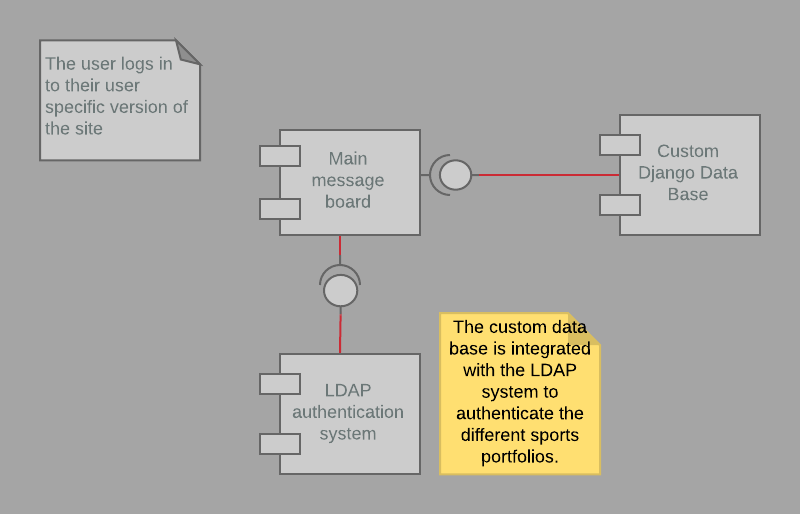 The user logs in
to their user
specific version of
the site
Main
message
board
Custom
Django Data
Base
LDAP
authentication
system
The custom data
base is integrated
with the LDAP
system to
authenticate the
different sports
portfolios.